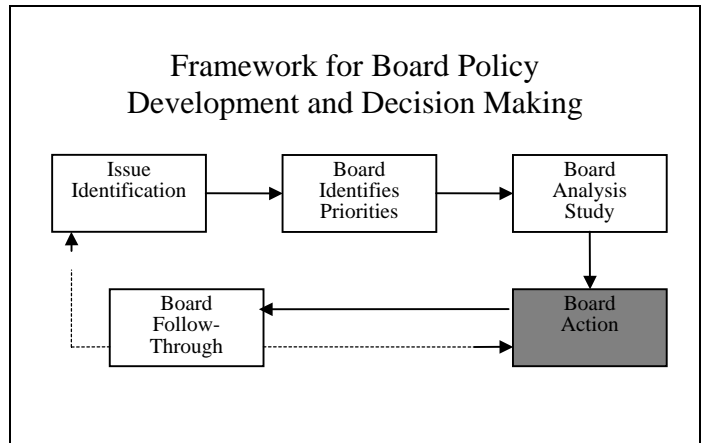 Framework for Board Policy
Development and Decision Making
Issue
Identification
Board
Identifies
Priorities
Board
Analysis
Study
Board
Follow-
Through
Board
Action